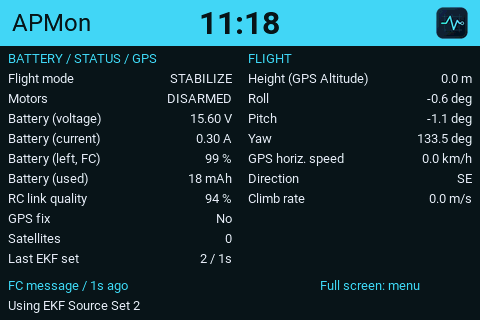 APMon
11:18
BATTERY / STATUS / GPS
Flight mode STABILIZE
Motors DISARMED
Battery (voltage) 15.60 V
Battery (current) 0.30 A
Battery (left, FC) 99 %
Battery (used) 18 mAh
RC link quality 94 %
GPS fix No
Satellites 0
Last EKF set 2 / 1s
FLIGHT
Height (GPS Altitude) 0.0 m
Roll -0.6 deg
Pitch -1.1 deg
Yaw 133.5 deg
GPS horiz. speed 0.0 km/h
Direction SE
Climb rate 0.0 m/s
FC message / 1s ago
Using EKF Source Set 2
Full screen: menu